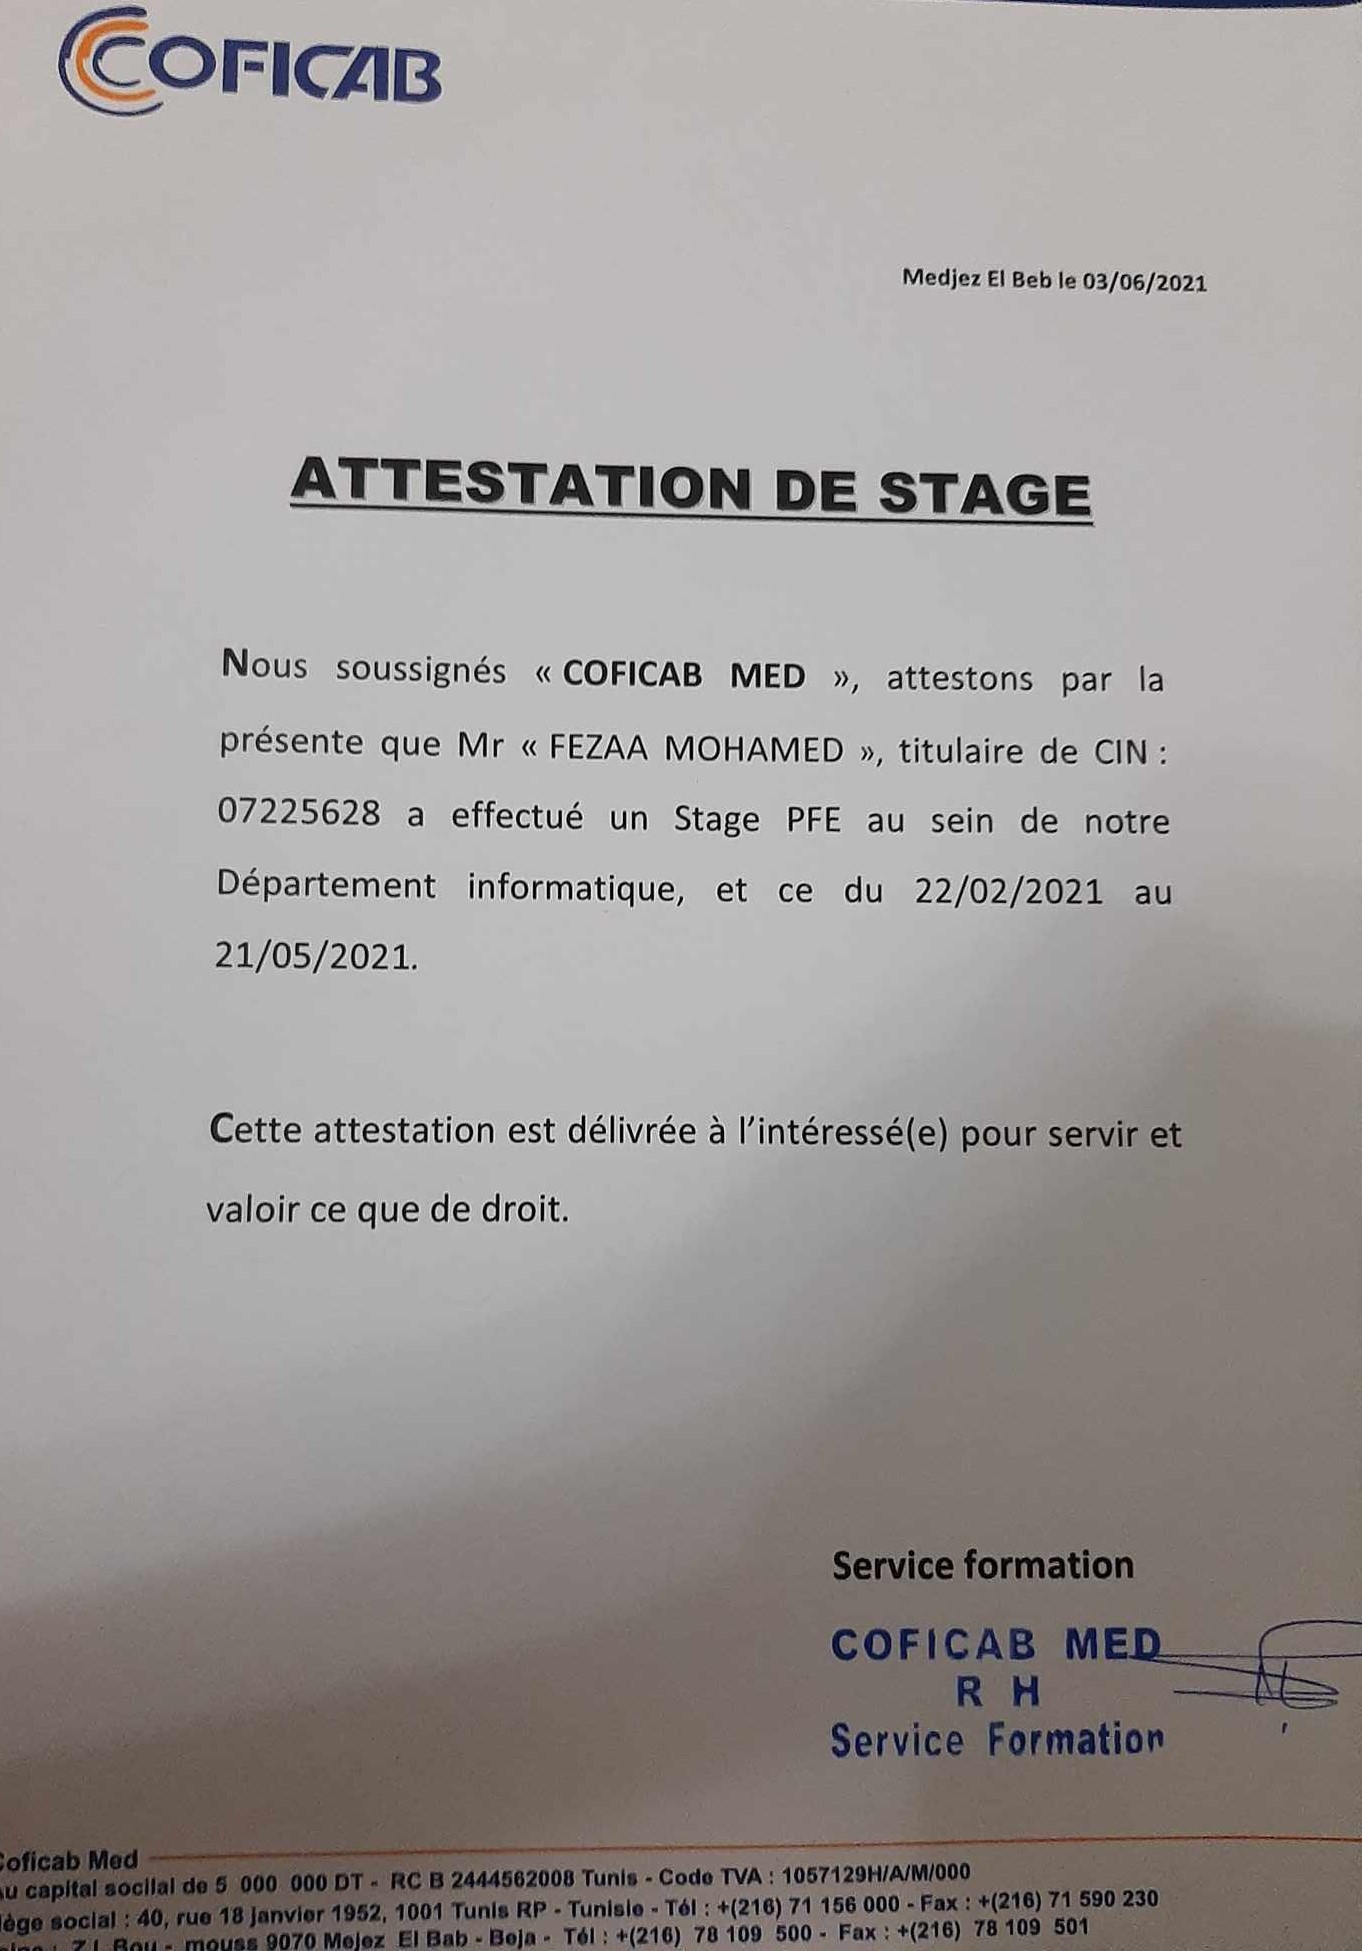 COFICAB
Medjez El Beb le 03/06/2021
ATTESTATION DE STAGE
Nous soussignés « COFICAB MED », attestons par la
présente que Mr « FEZAA MOHAMED », titulaire de CIN :
07225628 a effectué un Stage PFE au sein de notre
Département informatique, et ce du 22/02/2021 au
21/05/2021.
Cette attestation est délivrée à l'intéressé(e) pour servir et
valoir ce que de droit.
Service formation
COFICAB MED
R H
Service Formation
Coficab Med
Au capital socilal de 5 000 000 DT - RC B 2444562008 Tunis - Code TVA : 1057129H/A/M/000
iège social : 40, rue 18 janvier 1952, 1001 Tunis RP - Tunisie - Tél : +(216) 71 156 000 - Fax : +(216) 71 590 230
Z.I. Bou - mouss 9070 Mejez El Bab - Beja - Tél : +(216) 78 109 500 - Fax : +(216) 78 109 501